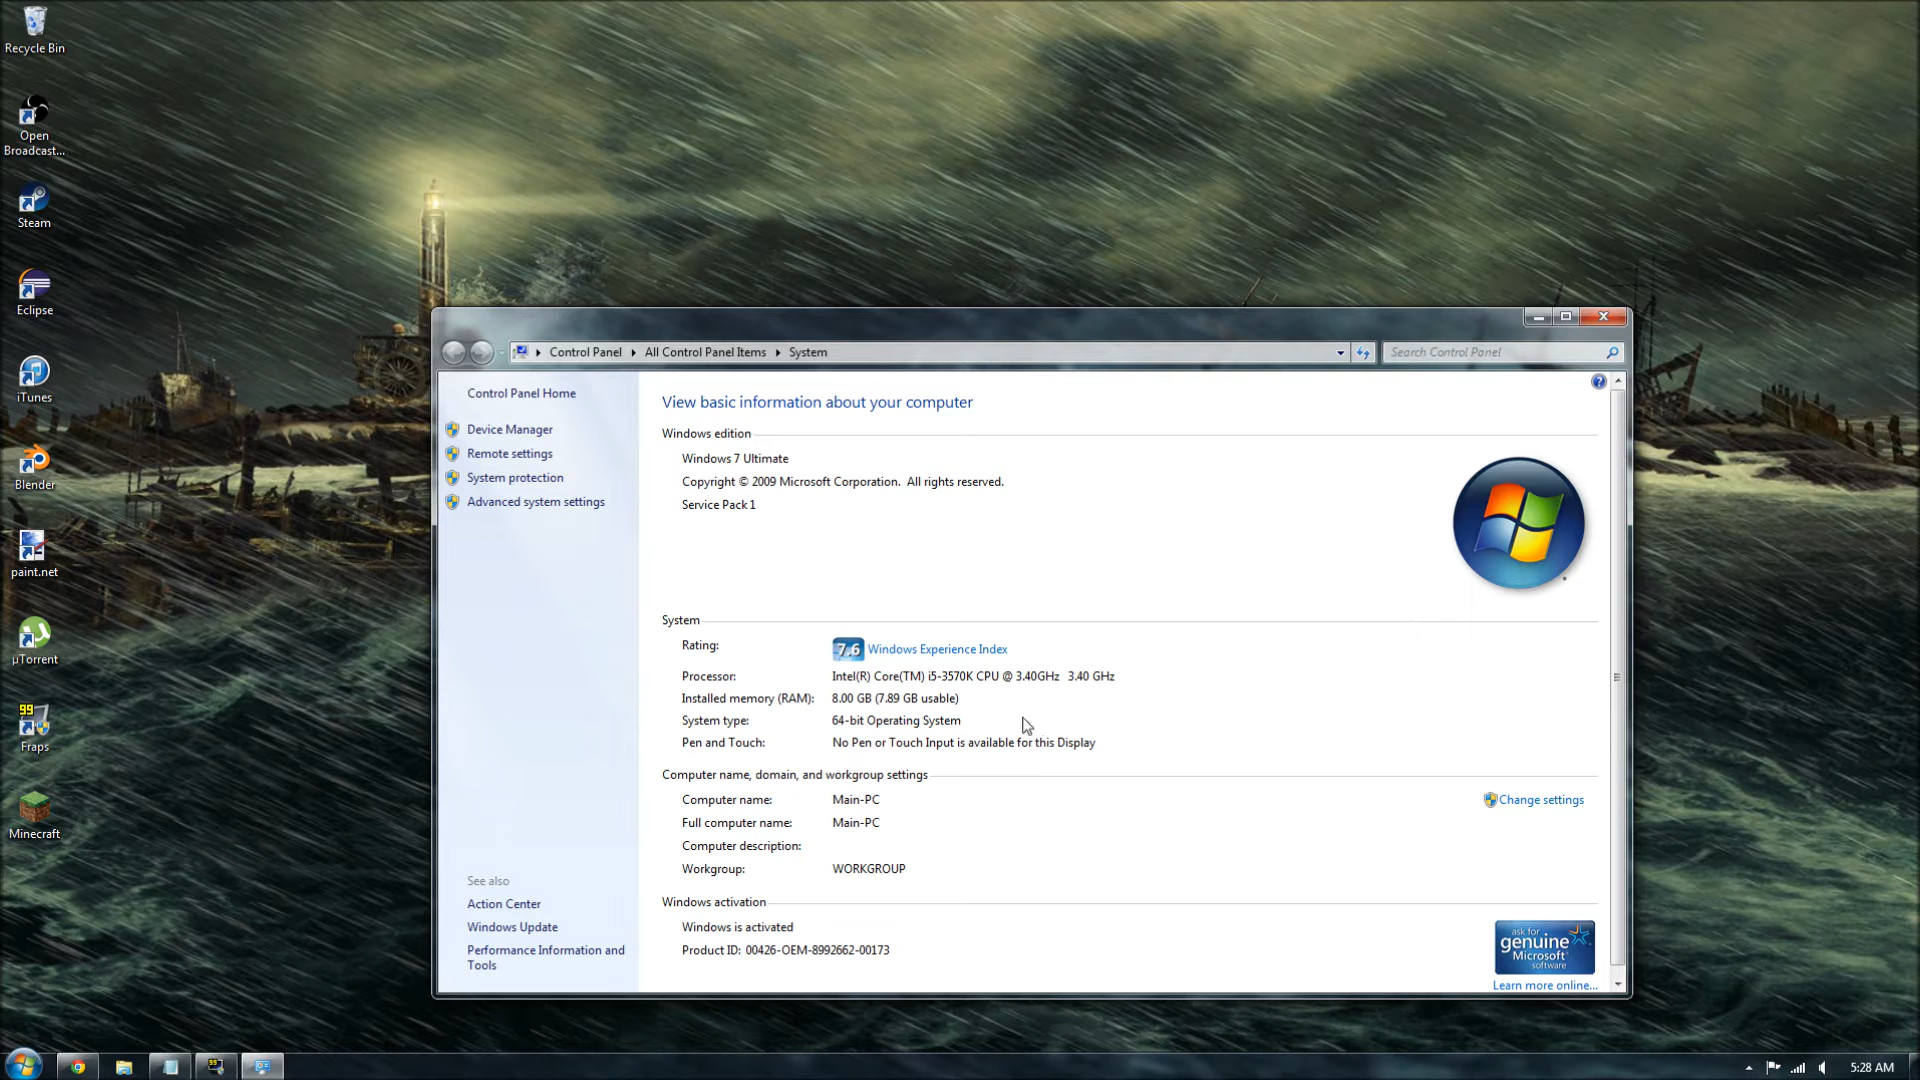 Recycle Bin
Open
Broadcast...
Steam
Eclipse
iTunes
Blender
paint.net
µTorrent
99
Fraps
Minecraft
Control Panel
All Control Panel Items
System
Search Control Panel
Control Panel Home
Device Manager
Remote settings
System protection
Advanced system settings
See also
Action Center
Windows Update
Performance Information and
Tools
View basic information about your computer
Windows edition
Windows 7 Ultimate
Copyright © 2009 Microsoft Corporation. All rights reserved.
Service Pack 1
System
Rating: 7.6 Windows Experience Index
Processor: Intel(R) Core(TM) i5-3570K CPU @ 3.40GHz 3.40 GHz
Installed memory (RAM): 8.00 GB (7.89 GB usable)
System type: 64-bit Operating System
Pen and Touch: No Pen or Touch Input is available for this Display
Computer name, domain, and workgroup settings
Computer name: Main-PC
Change settings
Full computer name: Main-PC
Computer description:
Workgroup: WORKGROUP
Windows activation
Windows is activated
Product ID: 00426-OEM-8992662-00173
ask for
genuine
Microsoft
software
Learn more online...
99
5:28 AM